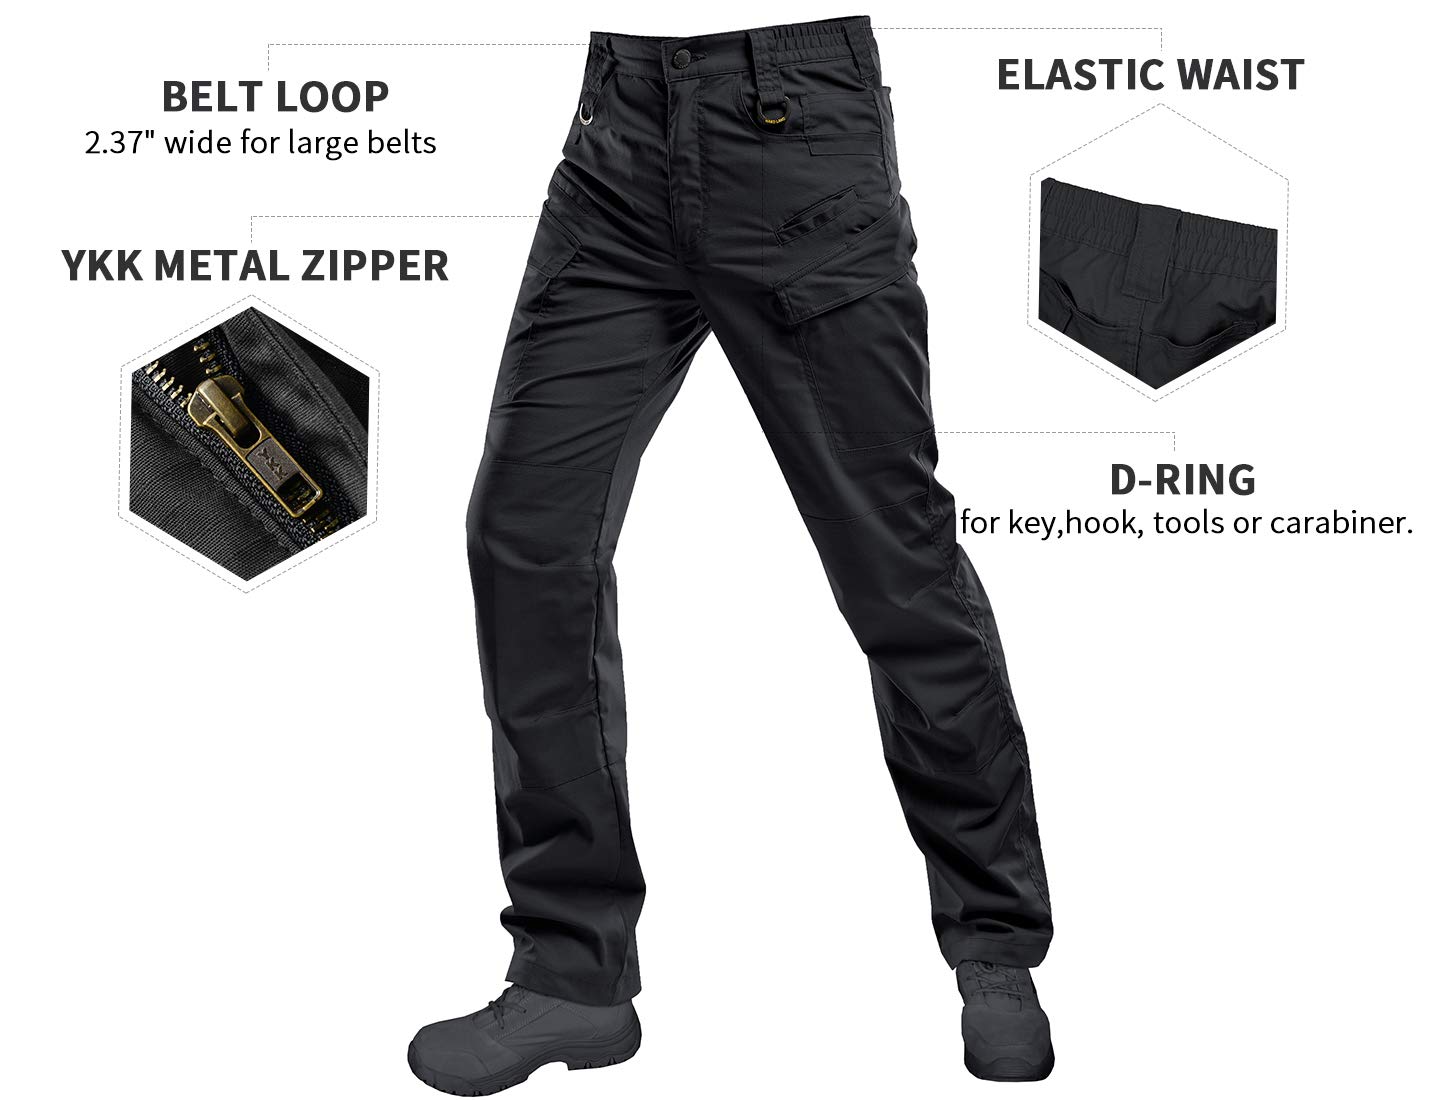 BELT LOOP
2.37" wide for large belts
ELASTIC WAIST
YKK METAL ZIPPER
YKK
D-RING
for key,hook, tools or carabiner.